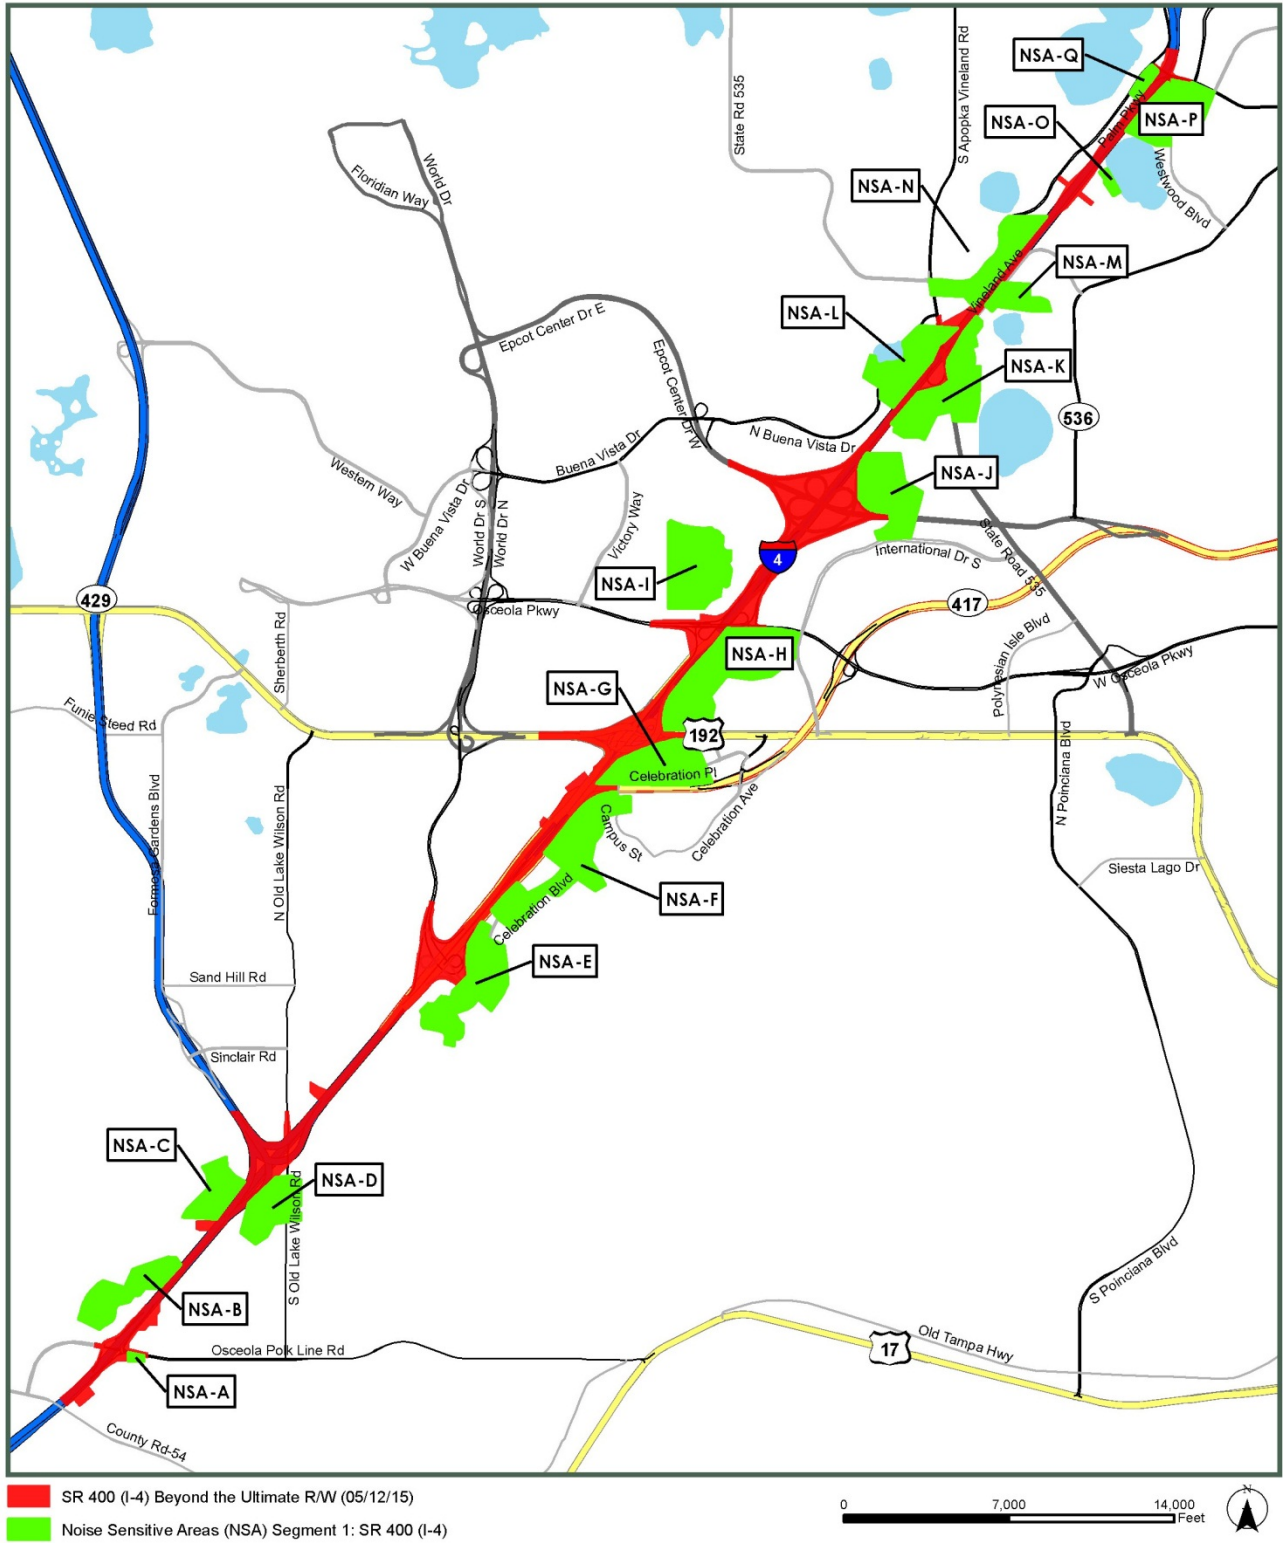 NSA-Q
S Apopka Vineland Rd
State Rd 535
NSA-O
Palm Pkwy
NSA-P
World Dr
Floridian Way
NSA-N
Westwood Blvd
NSA-M
Vineland Ave
NSA-L
Epcot Center Dr E
Epcot Center Dr W
NSA-K
536
N Buena Vista Dr
Buena Vista Dr
Western Way
W Buena Vista Dr
World Dr S
World Dr N
Victory Way
NSA-J
State Road 535
4
International Dr S
NSA-I
429
Osceola Pkwy
417
Sherberth Rd
Polynesian Isle Blvd
NSA-H
W Osceola Pkwy
NSA-G
Funie Steed Rd
192
N Poinciana Blvd
Celebration Pl
Formosa Gardens Blvd
N Old Lake Wilson Rd
Campus St
Celebration Ave
Siesta Lago Dr
NSA-F
Celebration Blvd
NSA-E
Sand Hill Rd
Sinclair Rd
NSA-C
NSA-D
S Old Lake Wilson Rd
S Poinciana Blvd
NSA-B
Osceola Polk Line Rd
Old Tampa Hwy
17
NSA-A
County Rd-54
SR 400 (I-4) Beyond the Ultimate R/W (05/12/15)
Noise Sensitive Areas (NSA) Segment 1: SR 400 (I-4)
0 7,000 14,000
Feet
N